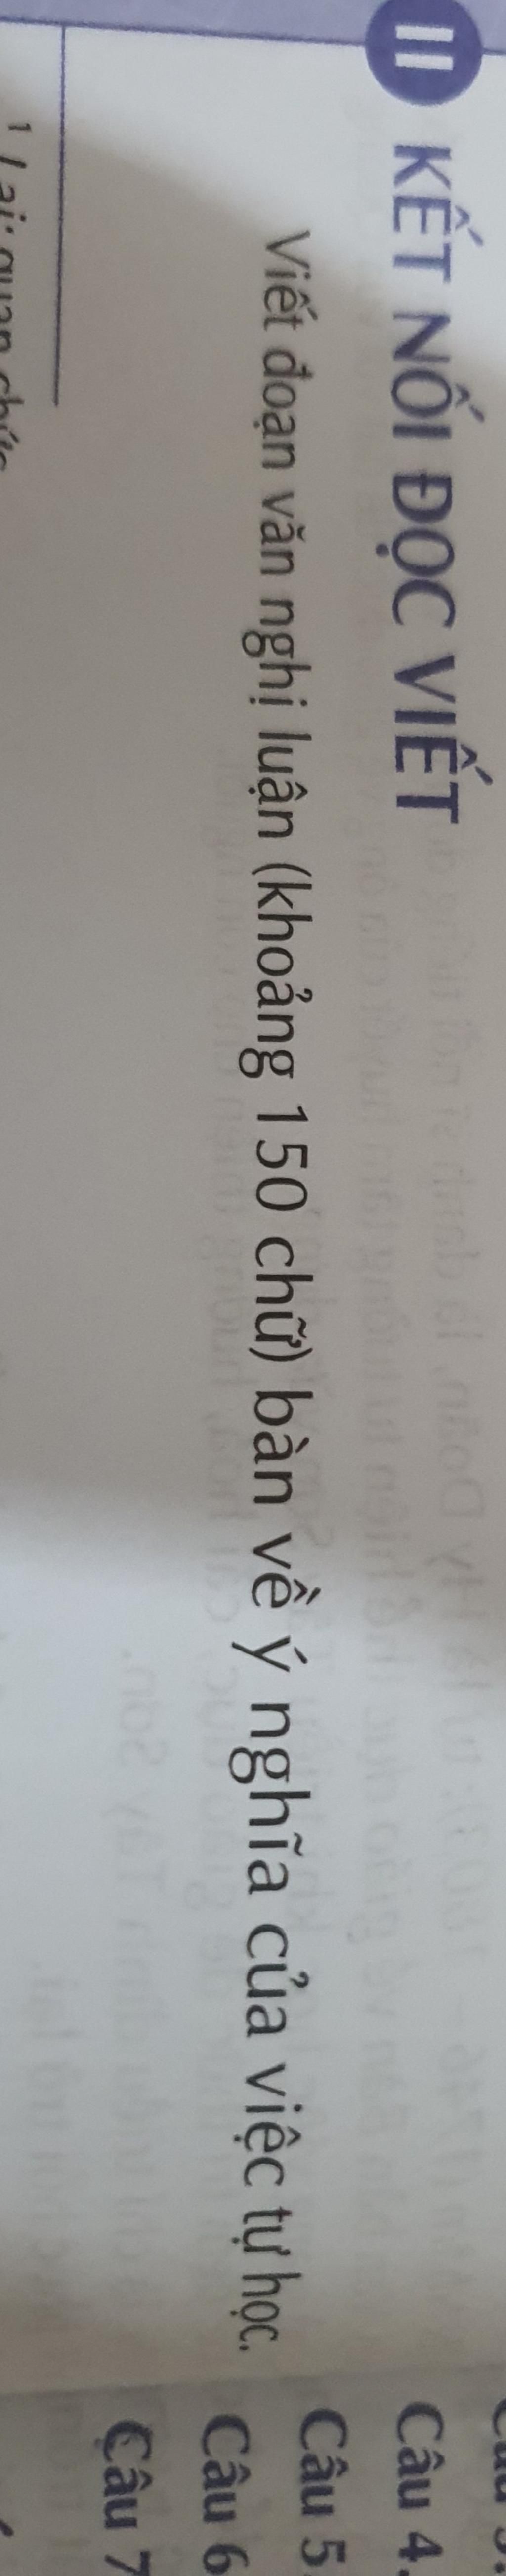 II KẾT NỐI ĐỌC VIẾT
Viết đoạn văn nghị luận (khoảng 150 chữ) bàn về ý nghĩa của việc tự học.
Câu 4.
Câu 5.
Câu 6
Câu 7